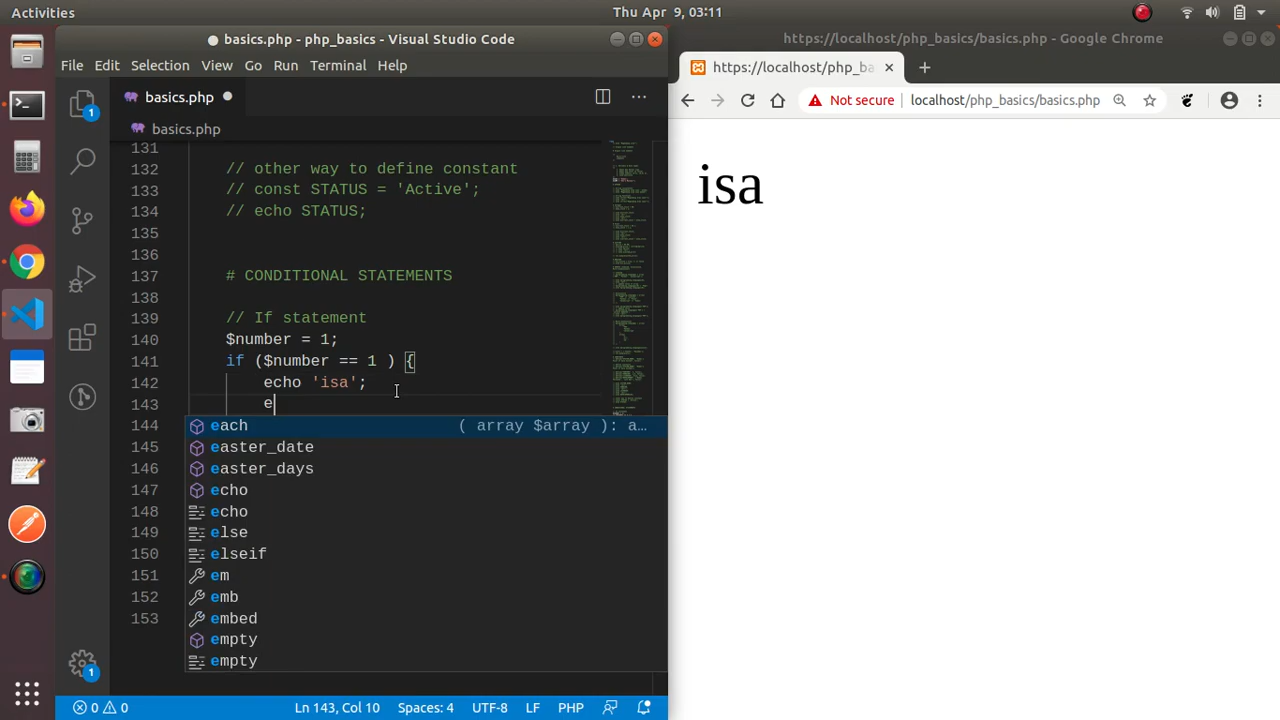 Activities
Thu Apr 9, 03:11
basics.php - php_basics - Visual Studio Code
https://localhost/php_basics/basics.php - Google Chrome
File Edit Selection View Go Run Terminal Help
https://localhost/php_ba
basics.php
Not secure
localhost/php_basics/basics.php
basics.php
131
132 // other way to define constant
133 // const STATUS = 'Active';
134 // echo STATUS;
135
136
137 # CONDITIONAL STATEMENTS
138
139 // If statement
140 $number = 1;
141 if ($number == 1 ) {
142 echo 'isa';
143 e
144
145
146
147
148
149
150
151
152
153
each ( array $array ): a…
easter_date
easter_days
echo
echo
else
elseif
em
emb
embed
empty
empty
1
1
0 0
Ln 143, Col 10
Spaces: 4
UTF-8
LF
PHP
isa